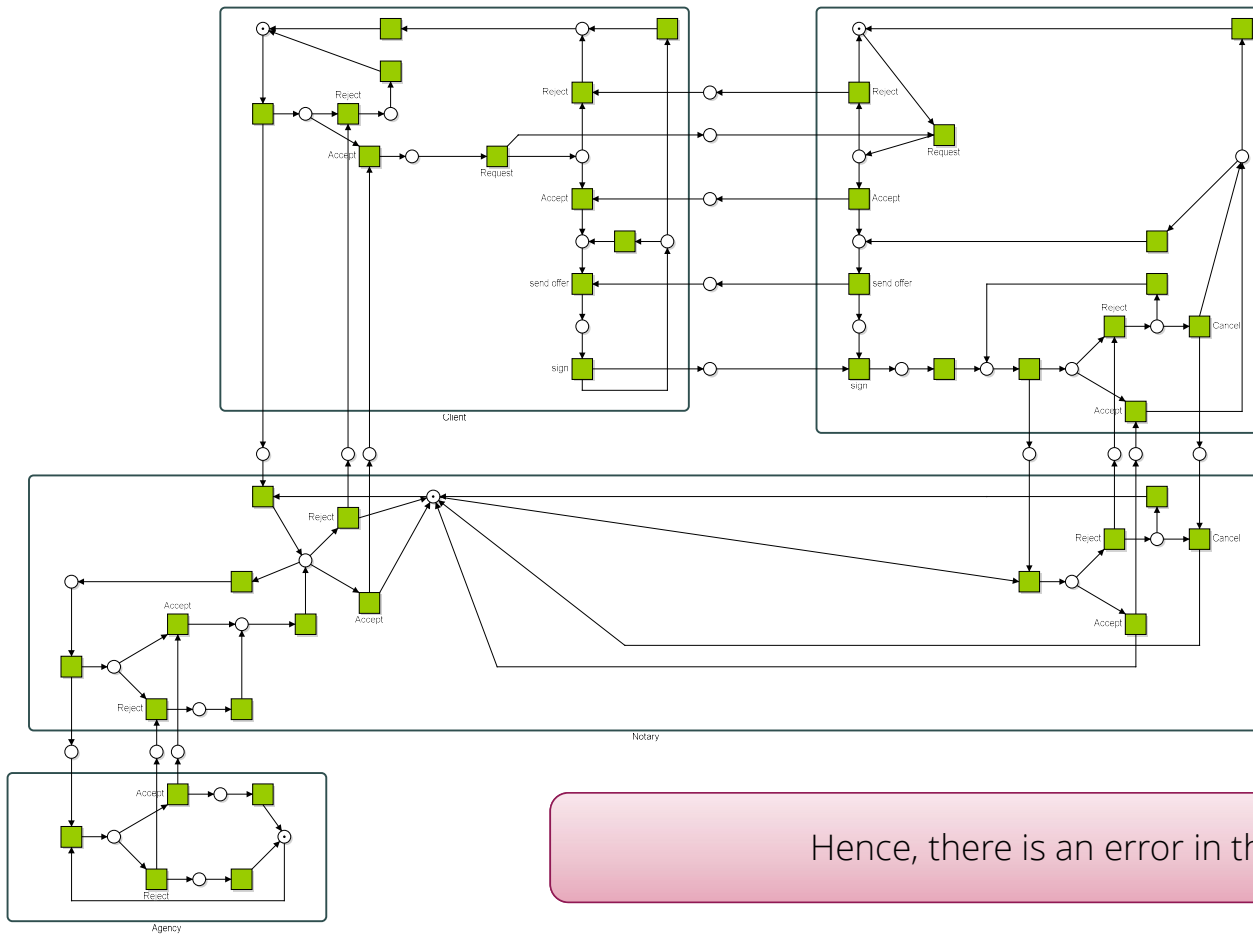 Reject
Accept
Request
Reject
Accept
send offer
sign
Client
Reject
Request
Accept
send offer
sign
Reject
Cancel
Accept
Reject
Accept
Accept
Reject
Reject
Cancel
Accept
Notary
Accept
Reject
Agency
Hence, there is an error in th